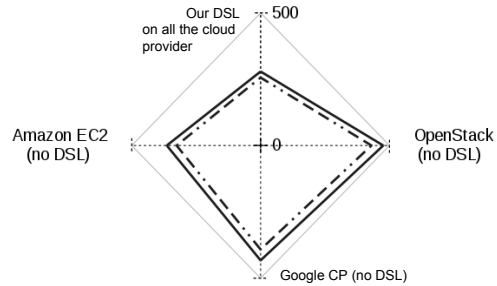 Our DSL
on all the cloud
provider
500
Amazon EC2
(no DSL)
0
OpenStack
(no DSL)
Google CP (no DSL)